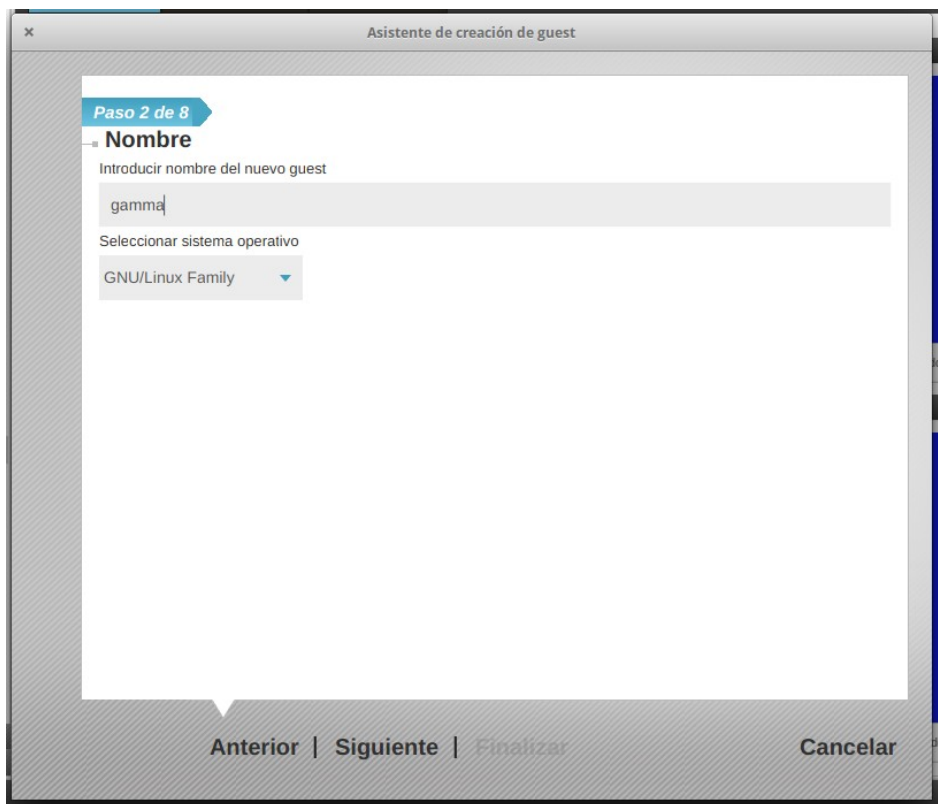 Asistente de creación de guest
Paso 2 de 8
Nombre
Introducir nombre del nuevo guest
gamma
Seleccionar sistema operativo
GNU/Linux Family
Anterior | Siguiente | Finalizar
Cancelar